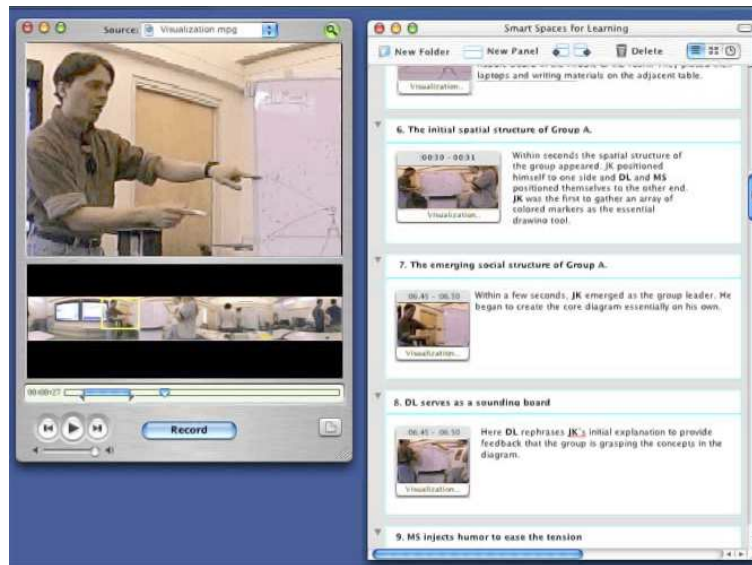 Source: Visualization mpg
00:00:27
Record
Smart Spaces for Learning
New Folder New Panel Delete
laptops and writing materials on the adjacent table.
Visualization...
6. The initial spatial structure of Group A.
:00:30 - 00:31
Visualization...
Within seconds the spatial structure of
the group appeared. JK positioned
himself to one side and DL and MS
positioned themselves to the other end.
JK was the first to gather an array of
colored markers as the essential
drawing tool.
7. The emerging social structure of Group A.
:06.45 - :06.50
Visualization...
Within a few seconds, JK emerged as the group leader. He
began to create the core diagram essentially on his own.
8. DL serves as a sounding board
:06.45 - :06.50
Visualization...
Here DL rephrases JK's initial explanation to provide
feedback that the group is grasping the concepts in the
diagram.
9. MS injects humor to ease the tension